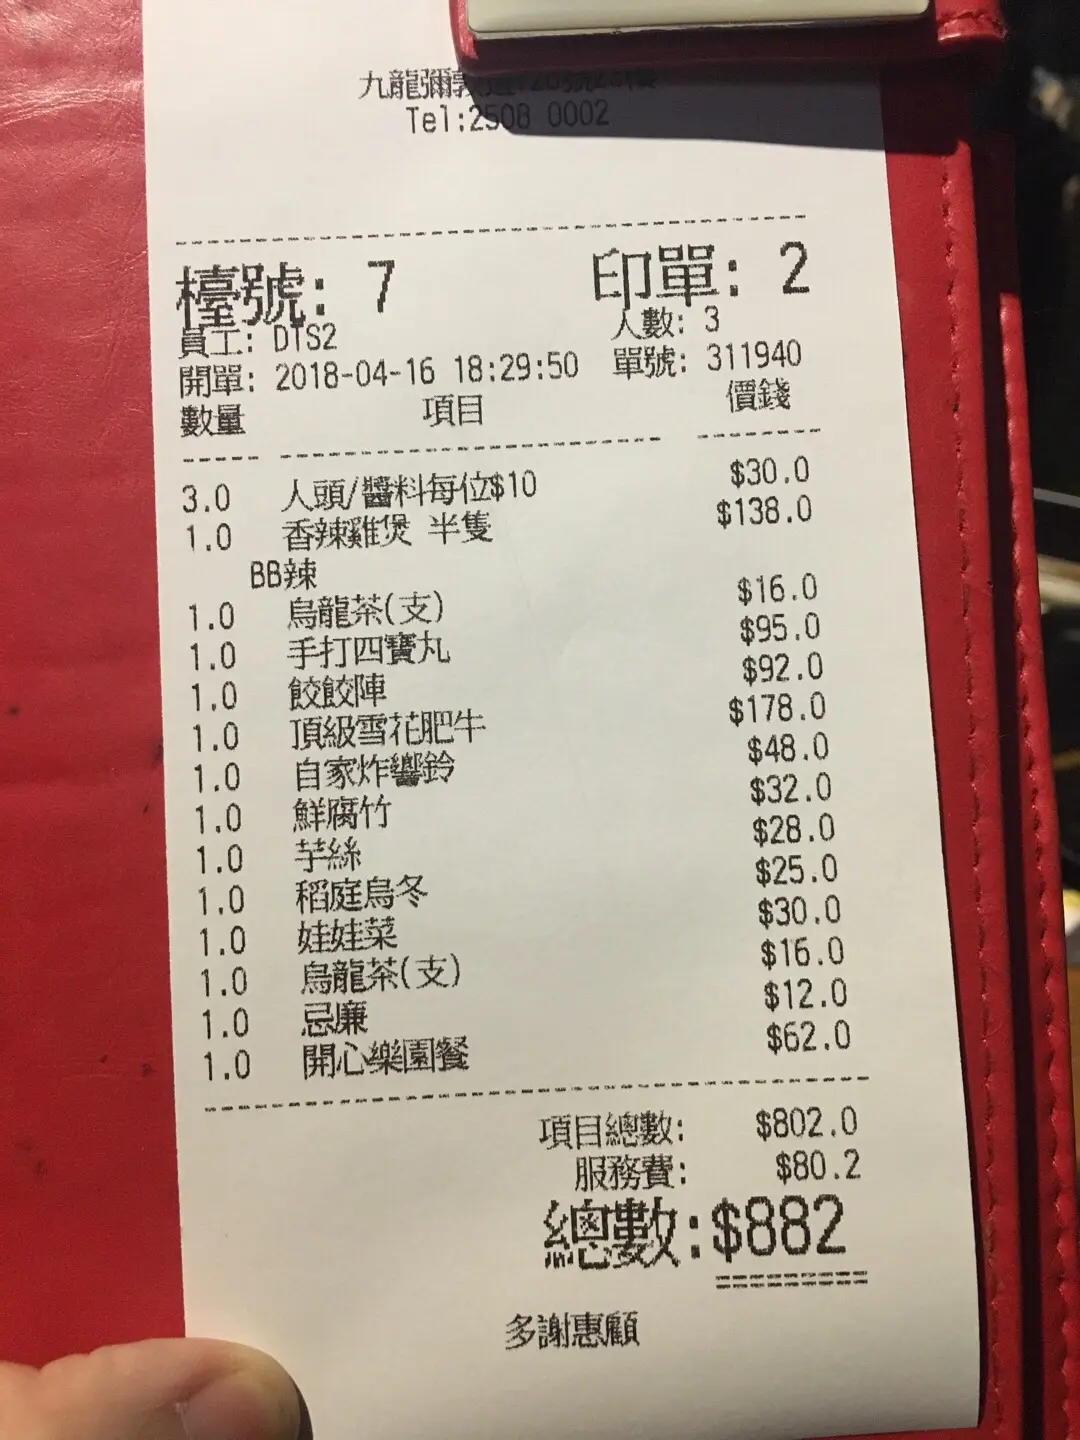 九龍彌敦
Tel:2508 0002
檯號: 7 印單: 2
員工: DTS2 人數: 3
開單: 2018-04-16 18:29:50 單號: 311940
數量 項目 價錢
3.0 人頭/醬料每位$10 $30.0
1.0 香辣雞煲 半隻 $138.0
BB辣
1.0 烏龍茶(支) $16.0
1.0 手打四寶丸 $95.0
1.0 餃餃陣 $92.0
1.0 頂級雪花肥牛 $178.0
1.0 自家炸響鈴 $48.0
1.0 鮮腐竹 $32.0
1.0 芋絲 $28.0
1.0 稻庭烏冬 $25.0
1.0 娃娃菜 $30.0
1.0 烏龍茶(支) $16.0
1.0 忌廉 $12.0
1.0 開心樂園餐 $62.0
項目總數: $802.0
服務費: $80.2
總數:$882
多謝惠顧